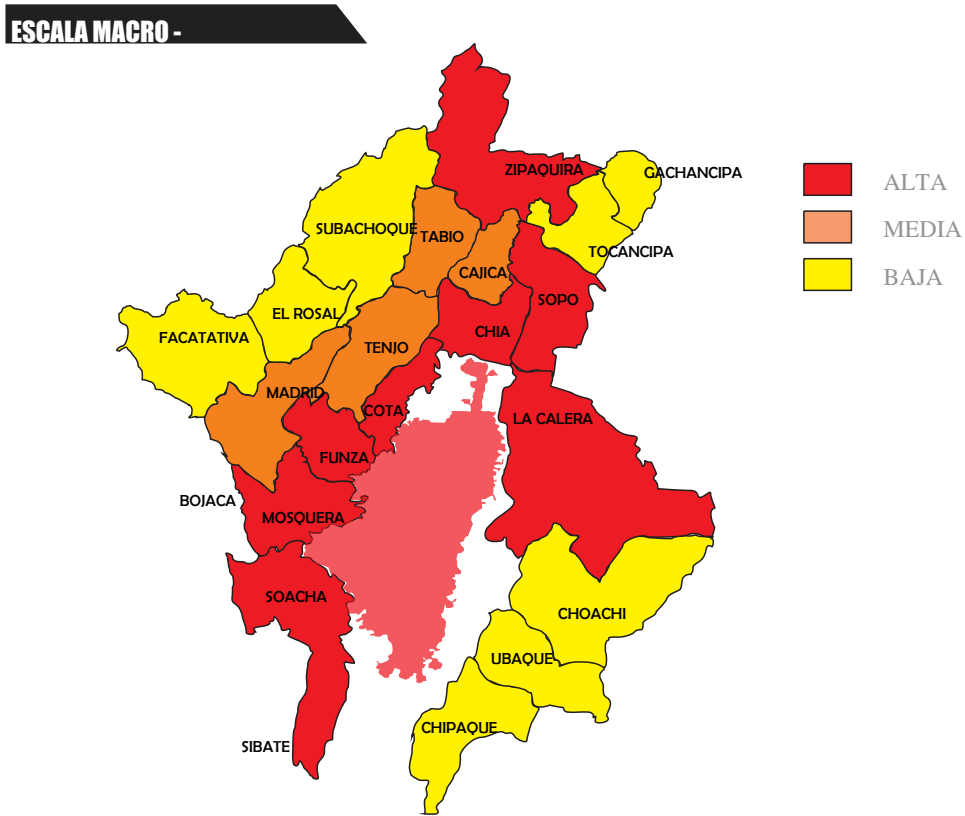 ESCALA MACRO -
ZIPAQUIRA
GACHANCIPA
ALTA
SUBACHOQUE
TABIO
MEDIA
TOCANCIPA
CAJICA
BAJA
SOPO
EL ROSAL
CHIA
FACATATIVA
TENJO
MADRID
COTA
LA CALERA
FUNZA
BOJACA
MOSQUERA
SOACHA
CHOACHI
UBAQUE
CHIPAQUE
SIBATE